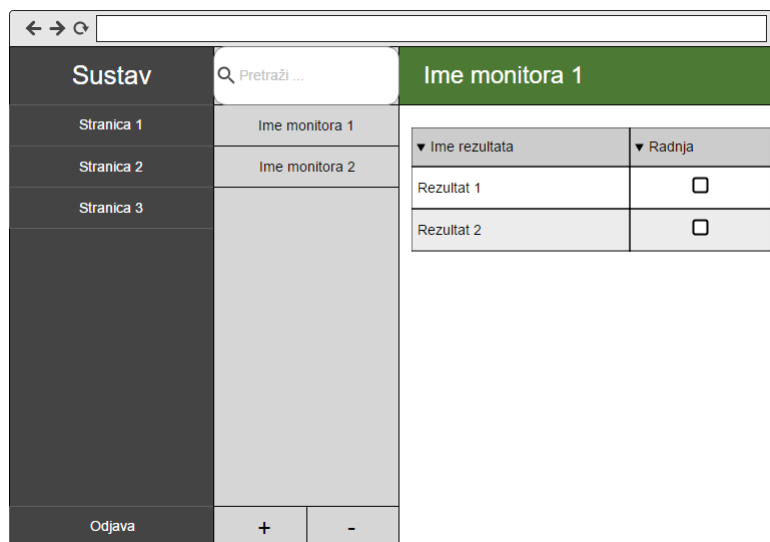 Sustav
Stranica 1
Stranica 2
Stranica 3
Odjava
Pretraži ...
Ime monitora 1
Ime monitora 2
+ -
Ime monitora 1
Ime rezultata Radnja
Rezultat 1
Rezultat 2